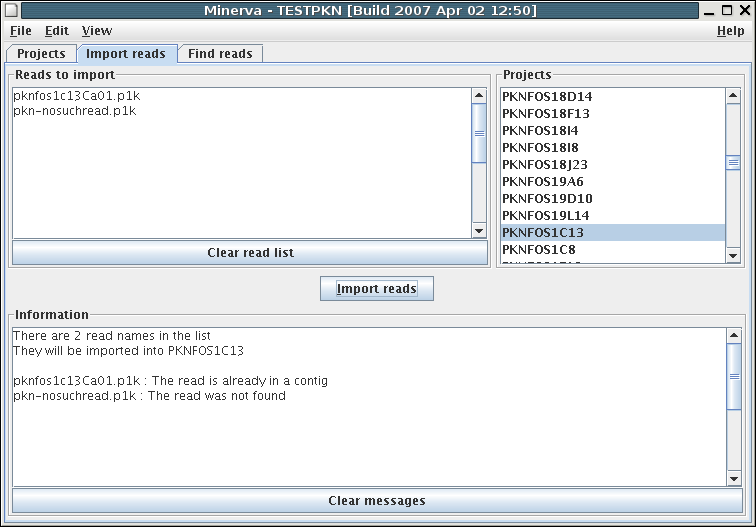 Minerva - TESTPKN [Build 2007 Apr 02 12:50]
File Edit View Help
Projects Import reads Find reads
Reads to import
pknfos1c13Ca01.p1k
pkn-nosuchread.p1k
Clear read list
Projects
PKNFOS18D14
PKNFOS18F13
PKNFOS18I4
PKNFOS18I8
PKNFOS18J23
PKNFOS19A6
PKNFOS19D10
PKNFOS19L14
PKNFOS1C13
PKNFOS1C8
Import reads
Information
There are 2 read names in the list
They will be imported into PKNFOS1C13
pknfos1c13Ca01.p1k : The read is already in a contig
pkn-nosuchread.p1k : The read was not found
Clear messages